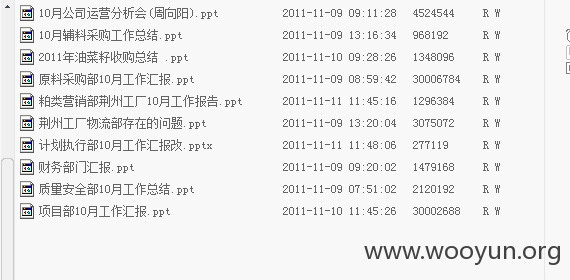 10月公司运营分析会(周向阳).ppt 2011-11-09 09:11:28 4524544 R W
10月辅料采购工作总结 .ppt 2011-11-09 13:16:34 968192 R W
2011年油菜籽收购总结 .ppt 2011-11-10 09:28:26 1348096 R W
原料采购部10月工作汇报.ppt 2011-11-09 08:59:42 30006784 R W
粕类营销部荆州工厂10月工作报告.ppt 2011-11-11 11:45:16 1296384 R W
荆州工厂物流部存在的问题.ppt 2011-11-09 13:20:04 3075072 R W
计划执行部10月工作汇报改.pptx 2011-11-11 11:48:06 277119 R W
财务部门汇报.ppt 2011-11-09 09:20:02 1479168 R W
质量安全部10月工作总结.ppt 2011-11-09 07:51:02 2120192 R W
项目部10月工作汇报.ppt 2011-11-10 11:45:26 30002688 R W
www.wooyun.org